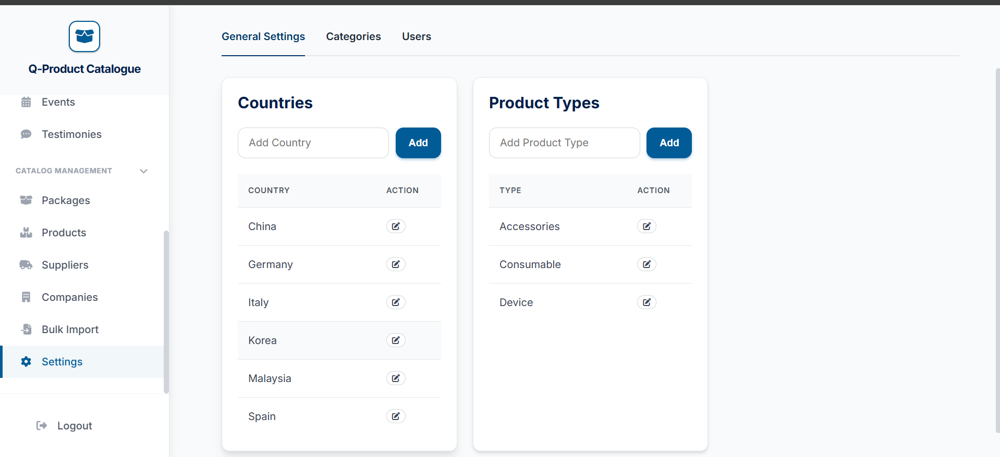 Q-Product Catalogue
Events
Testimonies
CATALOG MANAGEMENT
Packages
Products
Suppliers
Companies
Bulk Import
Settings
Logout
General Settings Categories Users
Countries
Add Country Add
COUNTRY ACTION
China
Germany
Italy
Korea
Malaysia
Spain
Product Types
Add Product Type Add
TYPE ACTION
Accessories
Consumable
Device